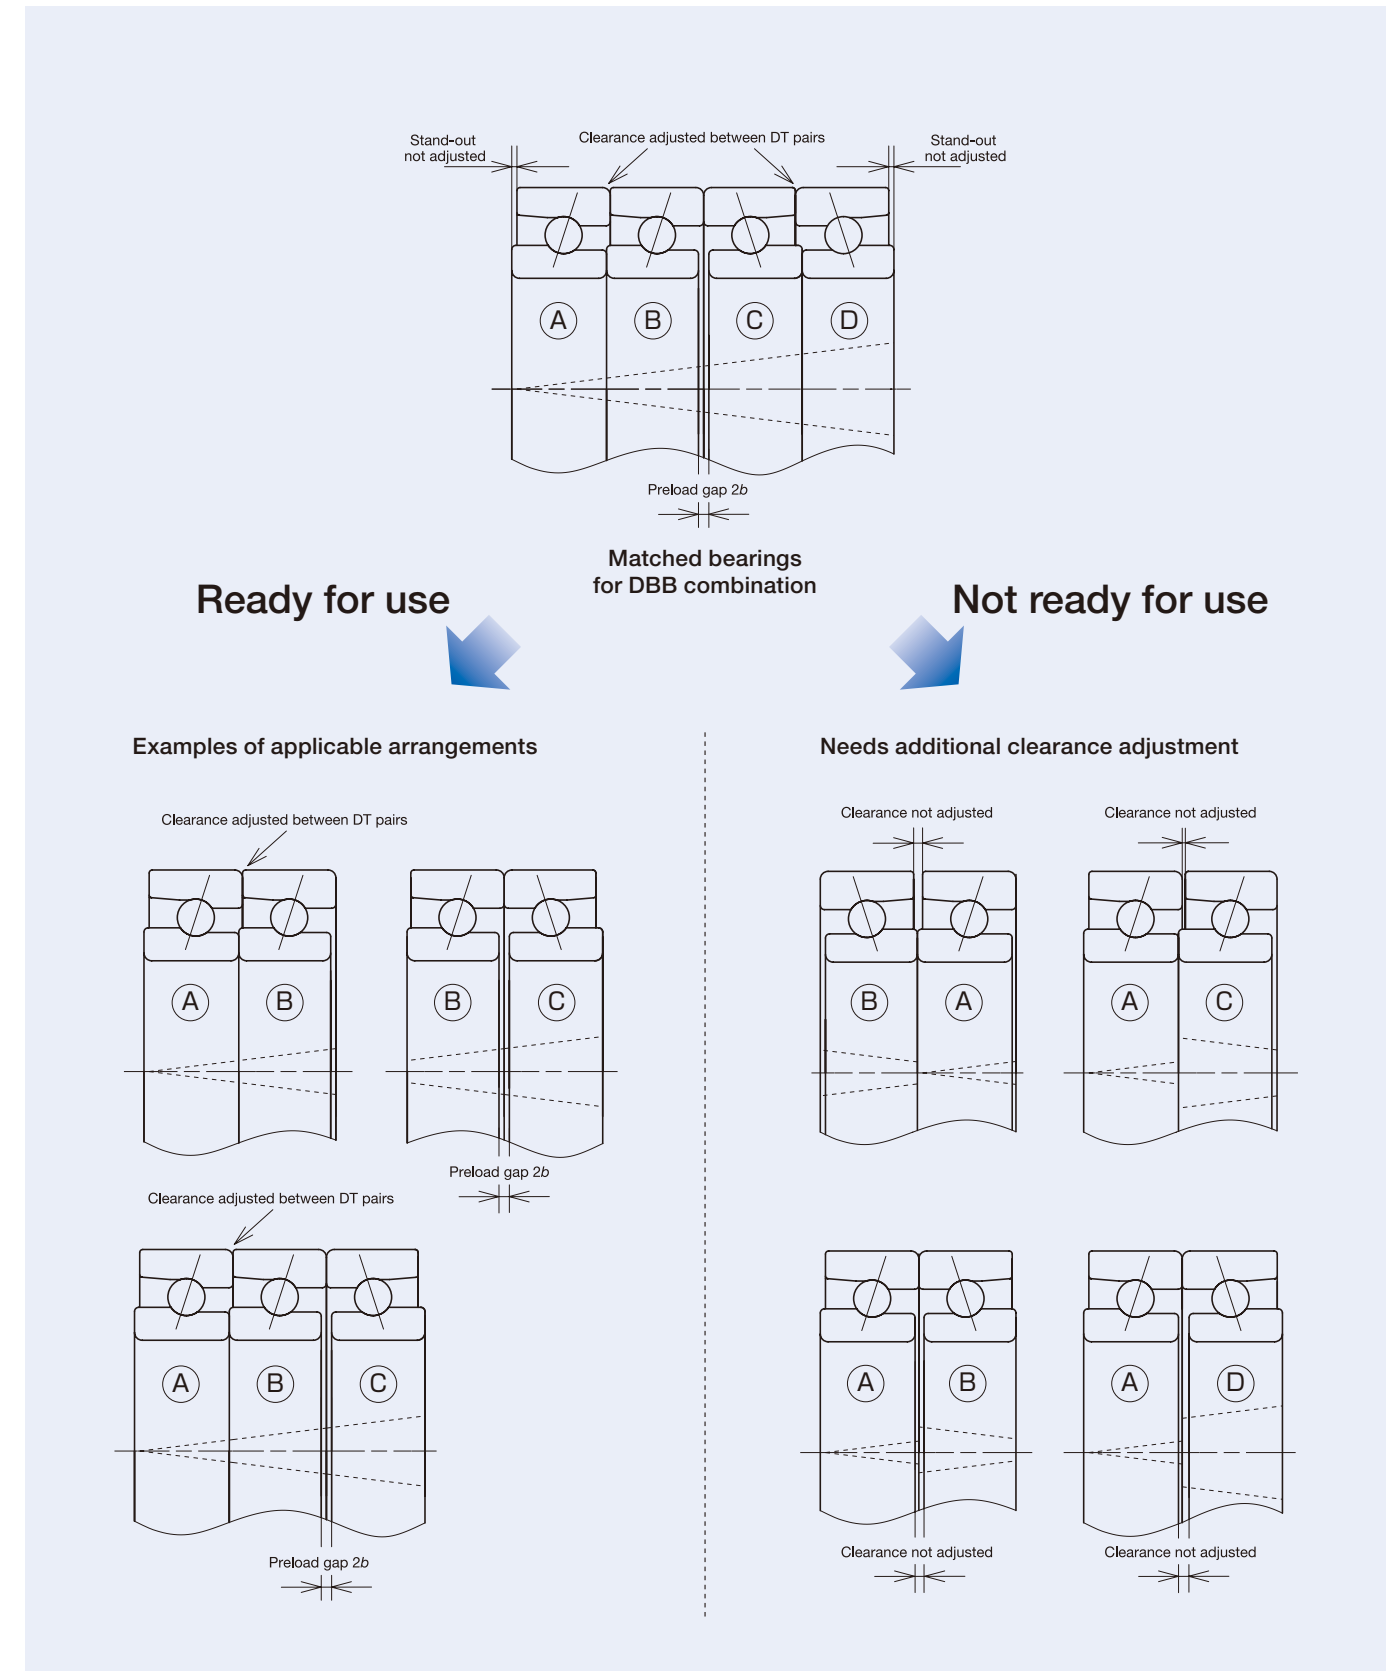 Stand-out
not adjusted
Clearance adjusted between DT pairs
Stand-out
not adjusted
A
B
C
D
Preload gap 2b
Matched bearings
for DBB combination
Ready for use
Not ready for use
Examples of applicable arrangements
Needs additional clearance adjustment
Clearance adjusted between DT pairs
Clearance not adjusted
Clearance not adjusted
A
B
B
C
B
A
A
C
Preload gap 2b
Clearance adjusted between DT pairs
A
B
C
A
B
A
D
Preload gap 2b
Clearance not adjusted
Clearance not adjusted